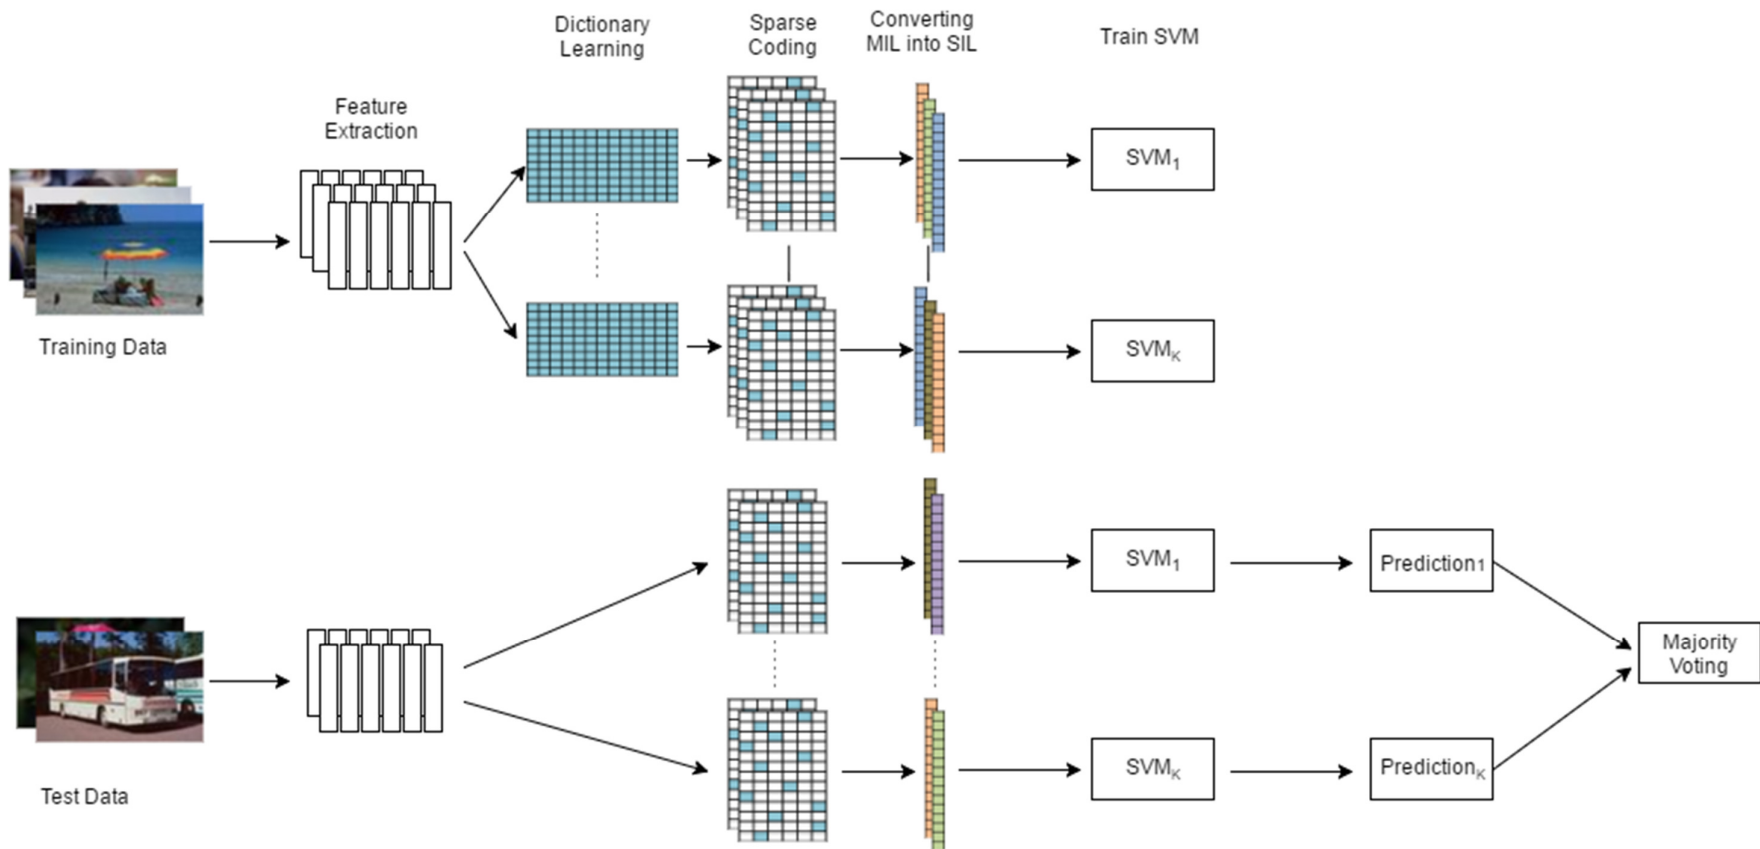 Dictionary
Learning
Sparse
Coding
Converting
MIL into SIL
Train SVM
Feature
Extraction
SVM1
Training Data
SVMK
SVM1
Prediction1
Majority
Voting
SVMK
PredictionK
Test Data